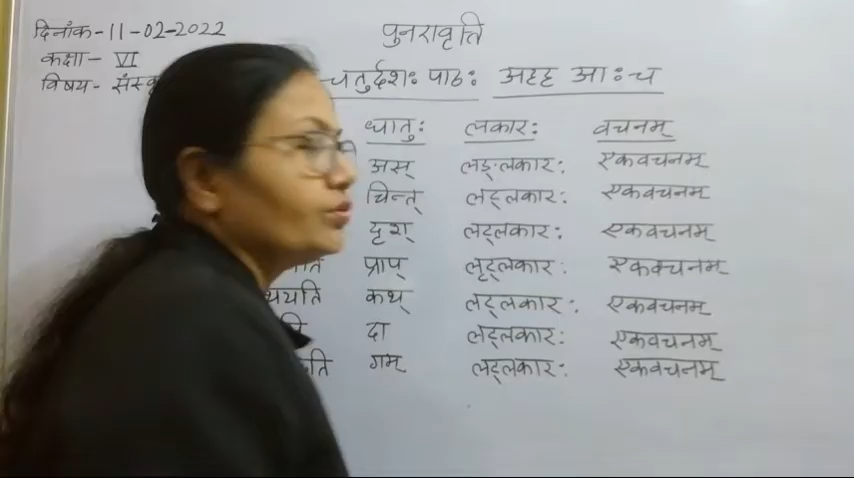 दिनांक-11-02-2022
पुनरावृत्ति
कक्षा- VI
विषय-
चतुर्दशः पाठः अहह आः च
धातुः लकारः वचनम्
अस् लङ्लकारः एकवचनम्
चिन्त् लट्लकारः एकवचनम्
दृश् लट्लकारः एकवचनम्
प्राप् लृट्लकारः एकवचनम्
कथ् लट्लकारः एकवचनम्
दा लट्लकारः एकवचनम्
गम् लट्लकारः एकवचनम्